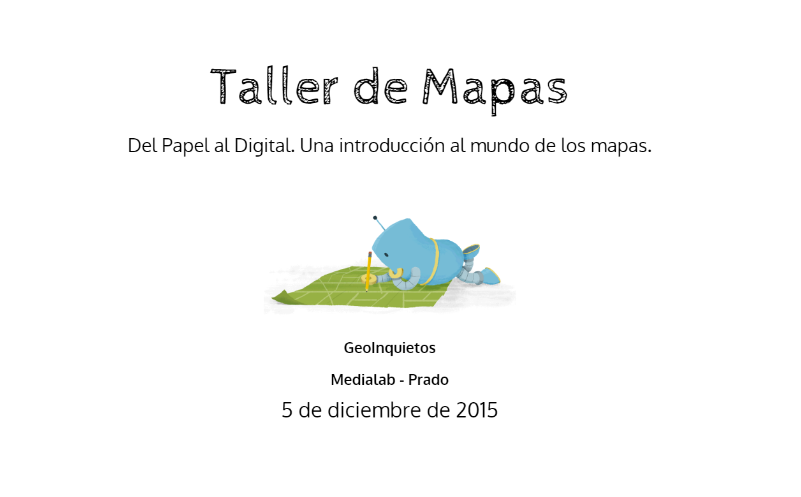 Taller de Mapas
Del Papel al Digital. Una introducción al mundo de los mapas.
GeoInquietos
Medialab - Prado
5 de diciembre de 2015